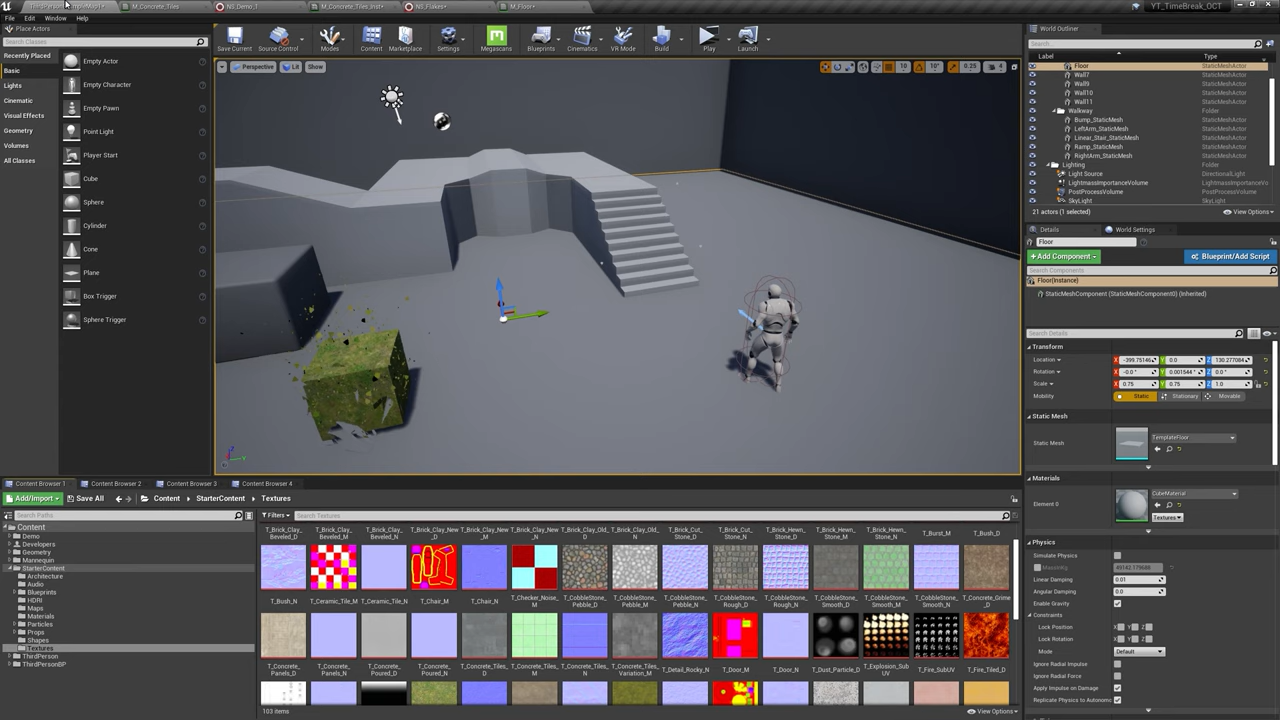 M_Concrete_Tiles
NS_Demo_1
M_Concrete_Tiles_Inst•
NS_Flakes•
M_Floor•
YT_TimeBreak_OCT
File
Edit
Window
Help
Place Actors
Search Classes
Recently Placed
Basic
Lights
Cinematic
Visual Effects
Geometry
Volumes
All Classes
Empty Actor
Empty Character
Empty Pawn
Point Light
Player Start
Cube
Sphere
Cylinder
Cone
Plane
Box Trigger
Sphere Trigger
Save Current
Source Control
Modes
Content
Marketplace
Settings
Megascans
Blueprints
Cinematics
VR Mode
Build
Play
Launch
Perspective
Lit
Show
10°
0.25
4
World Outliner
Search...
Label
Type
Floor
StaticMeshActor
Wall7
StaticMeshActor
Wall9
StaticMeshActor
Wall10
StaticMeshActor
Wall11
StaticMeshActor
Walkway
Folder
Bump_StaticMesh
StaticMeshActor
LeftArm_StaticMesh
StaticMeshActor
Linear_Stair_StaticMesh
StaticMeshActor
Ramp_StaticMesh
StaticMeshActor
RightArm_StaticMesh
StaticMeshActor
Lighting
Folder
Light Source
DirectionalLight
LightmassImportanceVolume
LightmassImportanceVo
PostProcessVolume
PostProcessVolume
SkyLight
SkyLight
21 actors (1 selected)
View Options
Details
World Settings
Floor
+Add Component
Blueprint/Add Script
Search Components
Floor(Instance)
StaticMeshComponent (StaticMeshComponent0) (Inherited)
Search Details
Transform
Location
X
Y
0.0
Z
130.277084
Rotation
X
-0.0 °
Y
0.001544 °
Z
0.0 °
Scale
X
0.75
Y
0.75
Z
1.0
Mobility
Static
Stationary
Movable
Static Mesh
Static Mesh
TemplateFloor
Materials
Element 0
CubeMaterial
Textures
Physics
Simulate Physics
MassInKg
Linear Damping
0.01
Angular Damping
0.0
Enable Gravity
Constraints
Lock Position
X
Y
Z
Lock Rotation
X
Y
Z
Mode
Default
Ignore Radial Impulse
Ignore Radial Force
Apply Impulse on Damage
Replicate Physics to Autonomo
Content Browser 1
Content Browser 2
Content Browser 3
Content Browser 4
Add/Import
Save All
Content
StarterContent
Textures
Search Paths
Filters
Search Textures
Content
Demo
Developers
Geometry
Mannequin
StarterContent
Architecture
Audio
Blueprints
HDRI
Maps
Materials
Particles
Props
Shapes
Textures
ThirdPerson
ThirdPersonBP
T_Brick_Clay_Beveled_D
T_Brick_Clay_Beveled_M
T_Brick_Clay_Beveled_N
T_Brick_Clay_New_D
T_Brick_Clay_New_M
T_Brick_Clay_New_N
T_Brick_Clay_Old_D
T_Brick_Clay_Old_N
T_Brick_Cut_Stone_D
T_Brick_Cut_Stone_N
T_Brick_Hewn_Stone_D
T_Brick_Hewn_Stone_M
T_Brick_Hewn_Stone_N
T_Burst_M
T_Bush_D
T_Bush_N
T_Ceramic_Tile_M
T_Ceramic_Tile_N
T_Chair_M
T_Chair_N
T_Checker_Noise_M
T_CobbleStone_Pebble_D
T_CobbleStone_Pebble_M
T_CobbleStone_Pebble_N
T_CobbleStone_Rough_D
T_CobbleStone_Rough_N
T_CobbleStone_Smooth_D
T_CobbleStone_Smooth_M
T_CobbleStone_Smooth_N
T_Concrete_Grime_D
T_Concrete_Panels_D
T_Concrete_Panels_N
T_Concrete_Poured_D
T_Concrete_Poured_N
T_Concrete_Tiles_D
T_Concrete_Tiles_N
T_Concrete_Tiles_Variation_M
T_Detail_Rocky_N
T_Door_M
T_Door_N
T_Dust_Particle_D
T_Explosion_SubUV
T_Fire_SubUV
T_Fire_Tiled_D
103 items
View Options